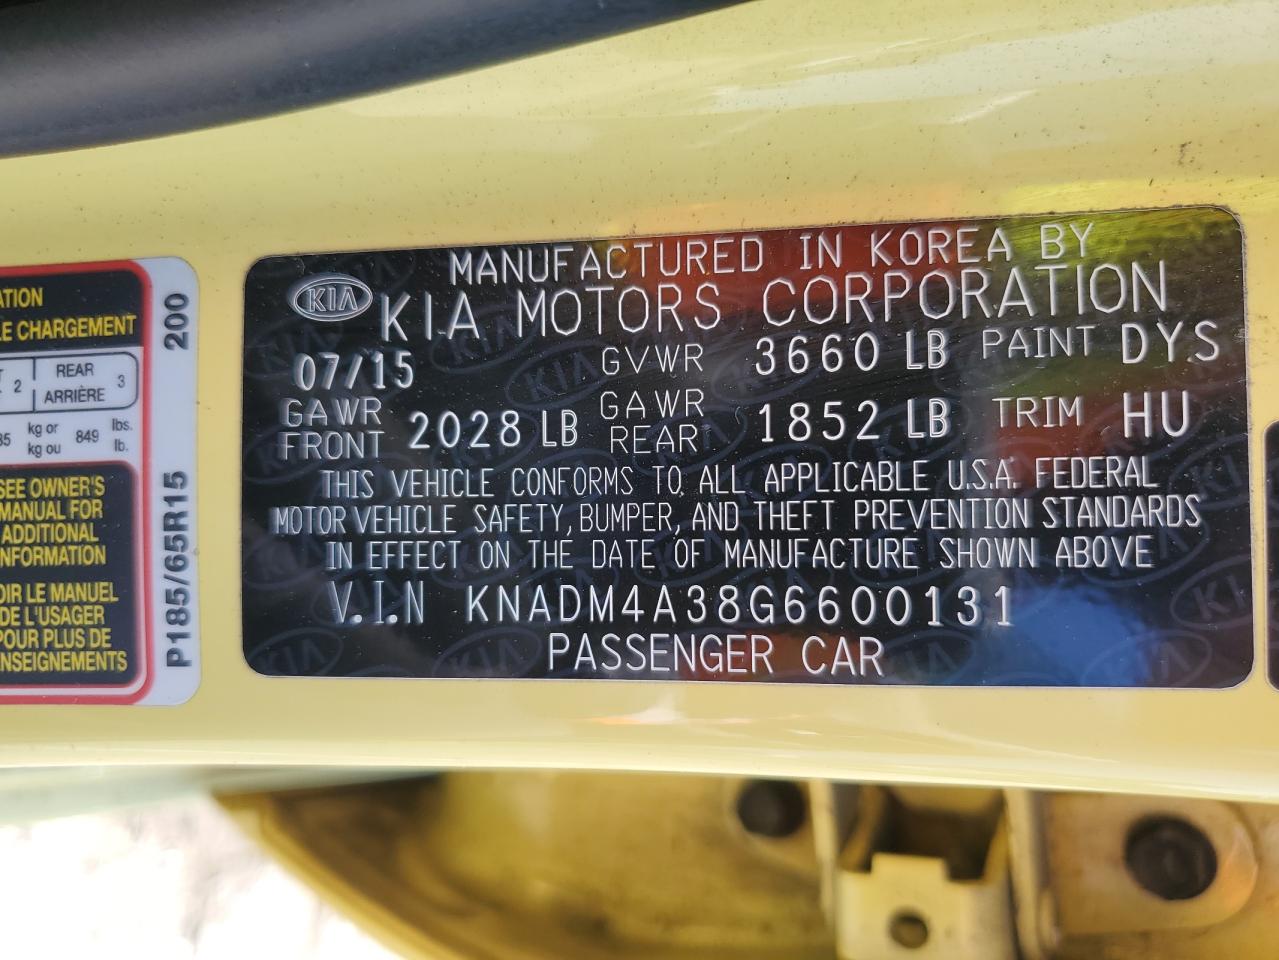 ATION
LE CHARGEMENT
2 REAR
ARRIÈRE 3
kg or 849 lbs.
kg ou lb.
SEE OWNER'S
MANUAL FOR
ADDITIONAL
INFORMATION
LE MANUEL
DE L'USAGER
POUR PLUS DE
P185/65R15 200
MANUFACTURED IN KOREA BY
KIA KIA MOTORS CORPORATION
07/15 GVWR 3660 LB PAINT DYS
GAWR FRONT 2028 LB GAWR REAR 1852 LB TRIM HU
THIS VEHICLE CONFORMS TO ALL APPLICABLE U.S.A. FEDERAL
MOTOR VEHICLE SAFETY, BUMPER, AND THEFT PREVENTION STANDARDS
IN EFFECT ON THE DATE OF MANUFACTURE SHOWN ABOVE
V.I.N KNADM4A38G6600131
PASSENGER CAR